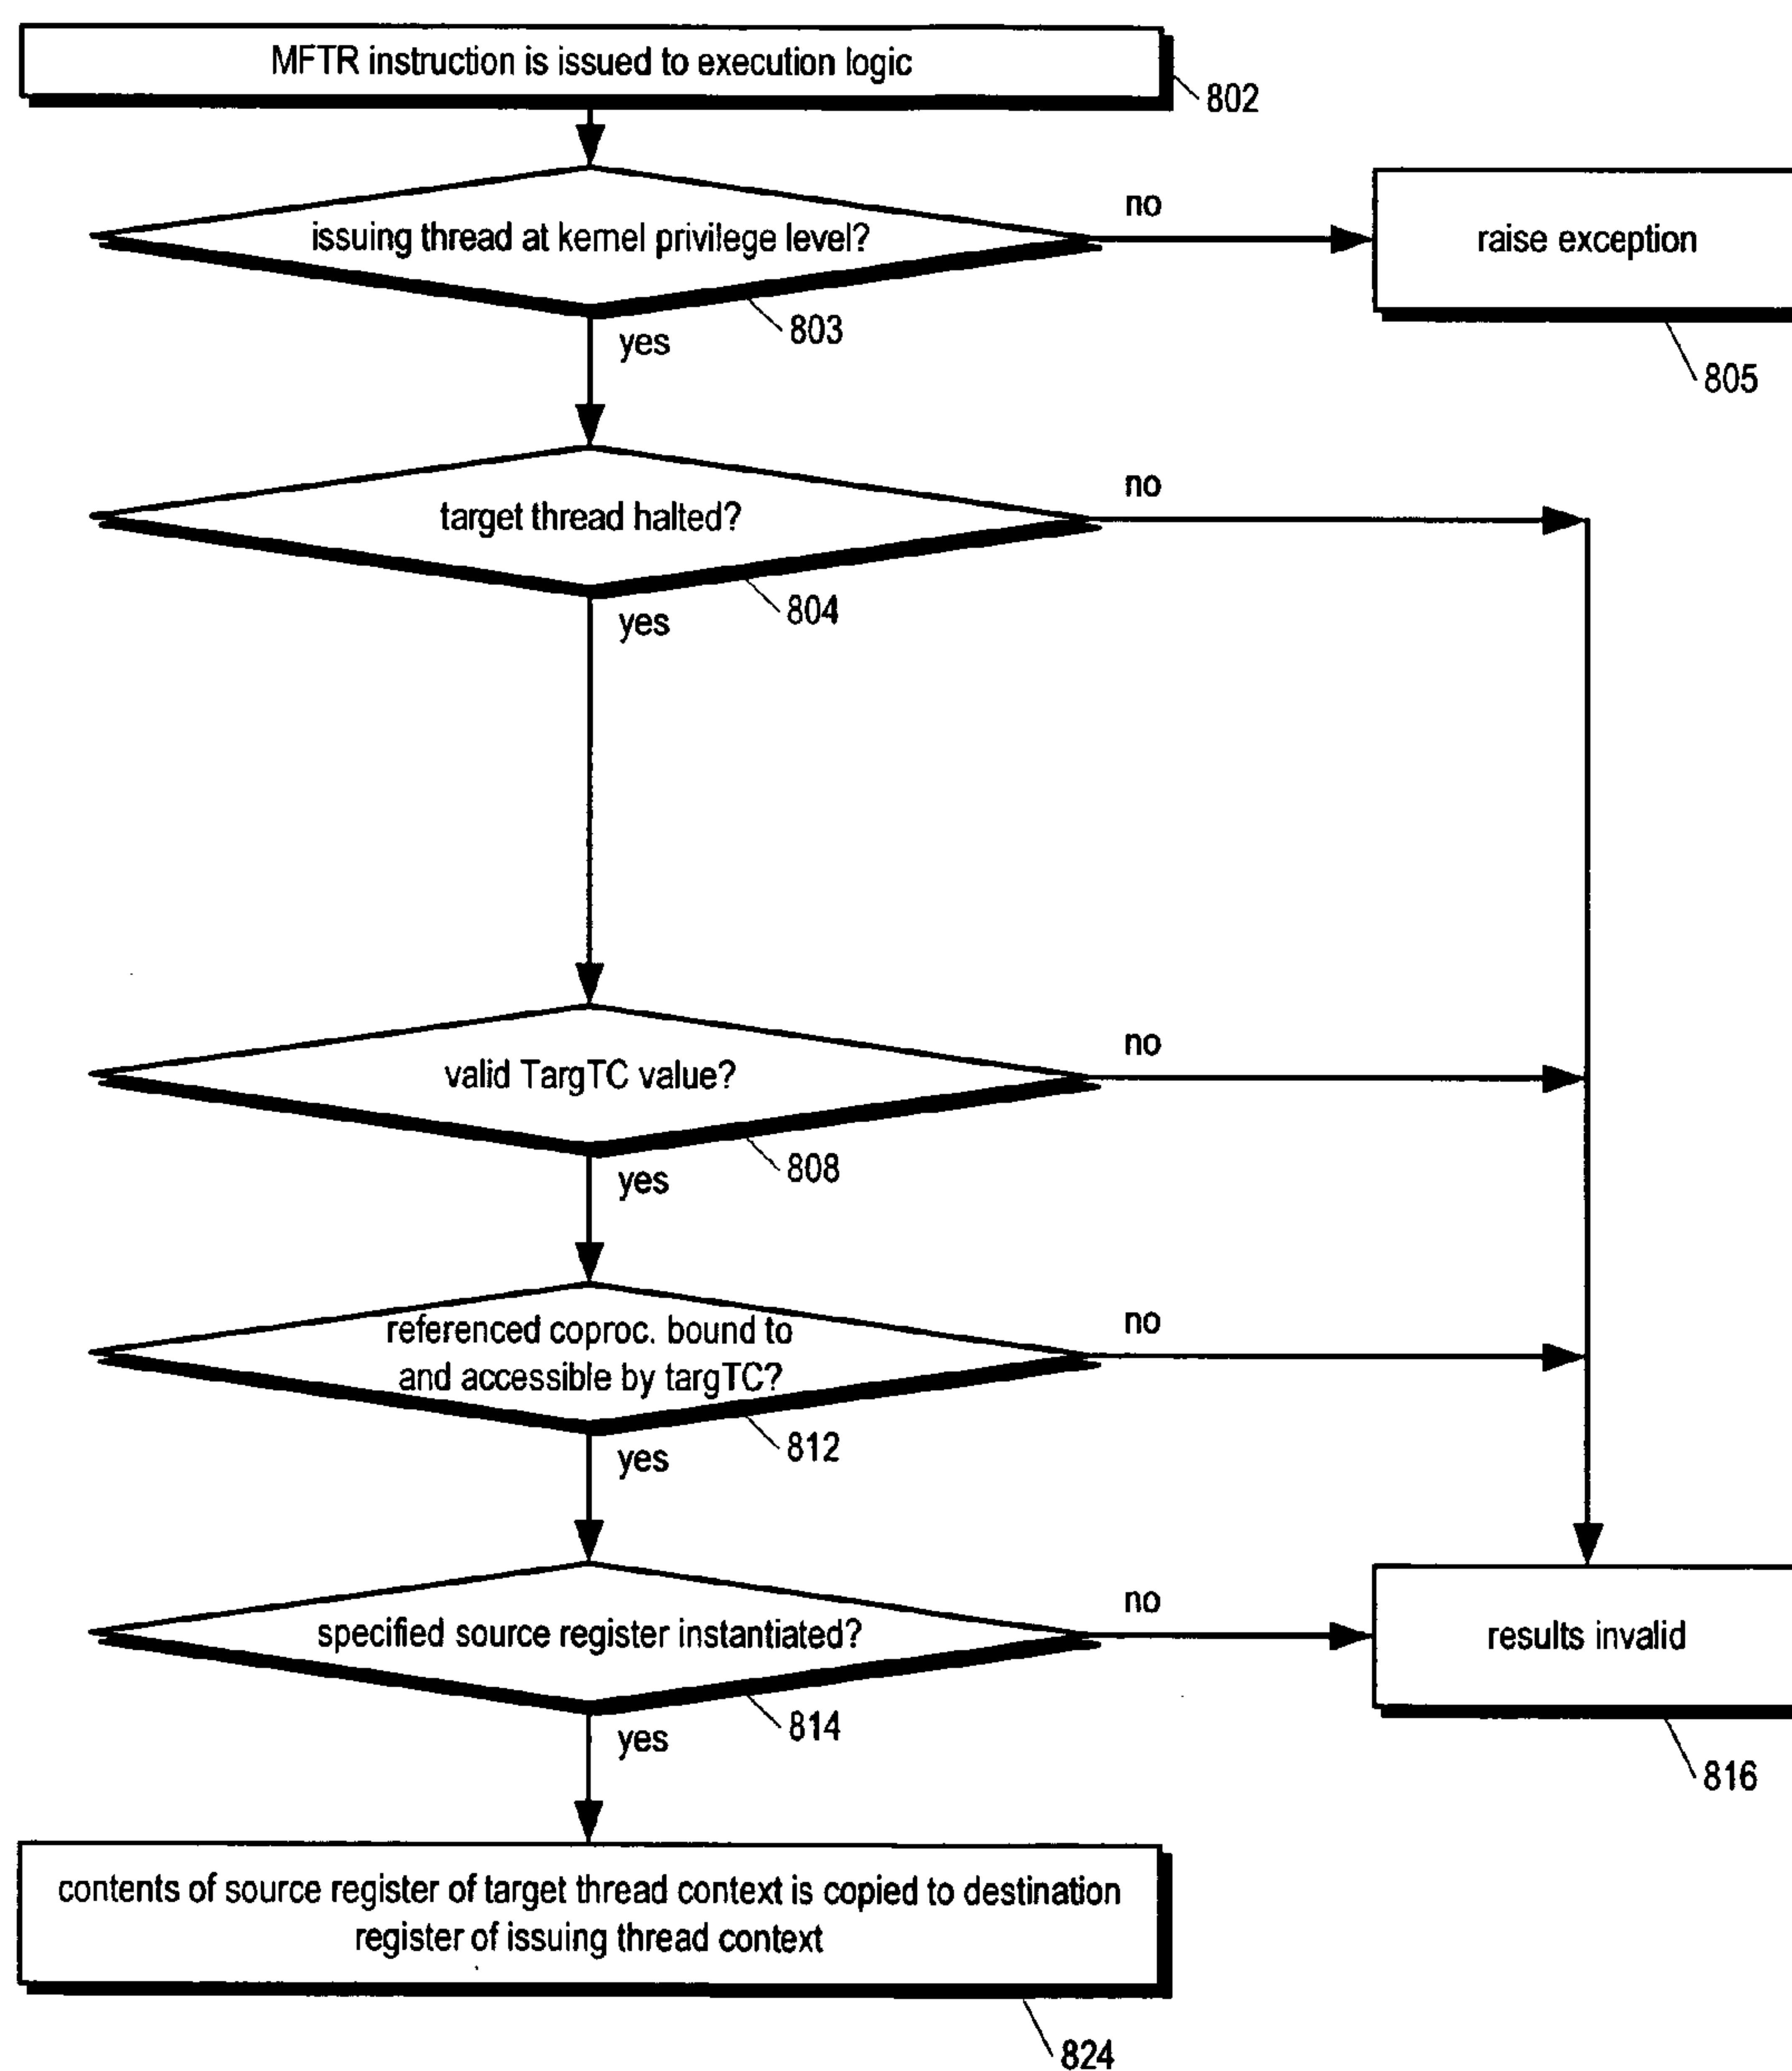 MFTR instruction is issued to execution logic
802
issuing thread at kernel privilege level?
no
raise exception
803
yes
805
target thread halted?
no
804
yes
valid TargTC value?
no
808
yes
referenced coproc. bound to
and accessible by targTC?
no
812
yes
specified source register instantiated?
no
results invalid
814
yes
816
contents of source register of target thread context is copied to destination
register of issuing thread context
824